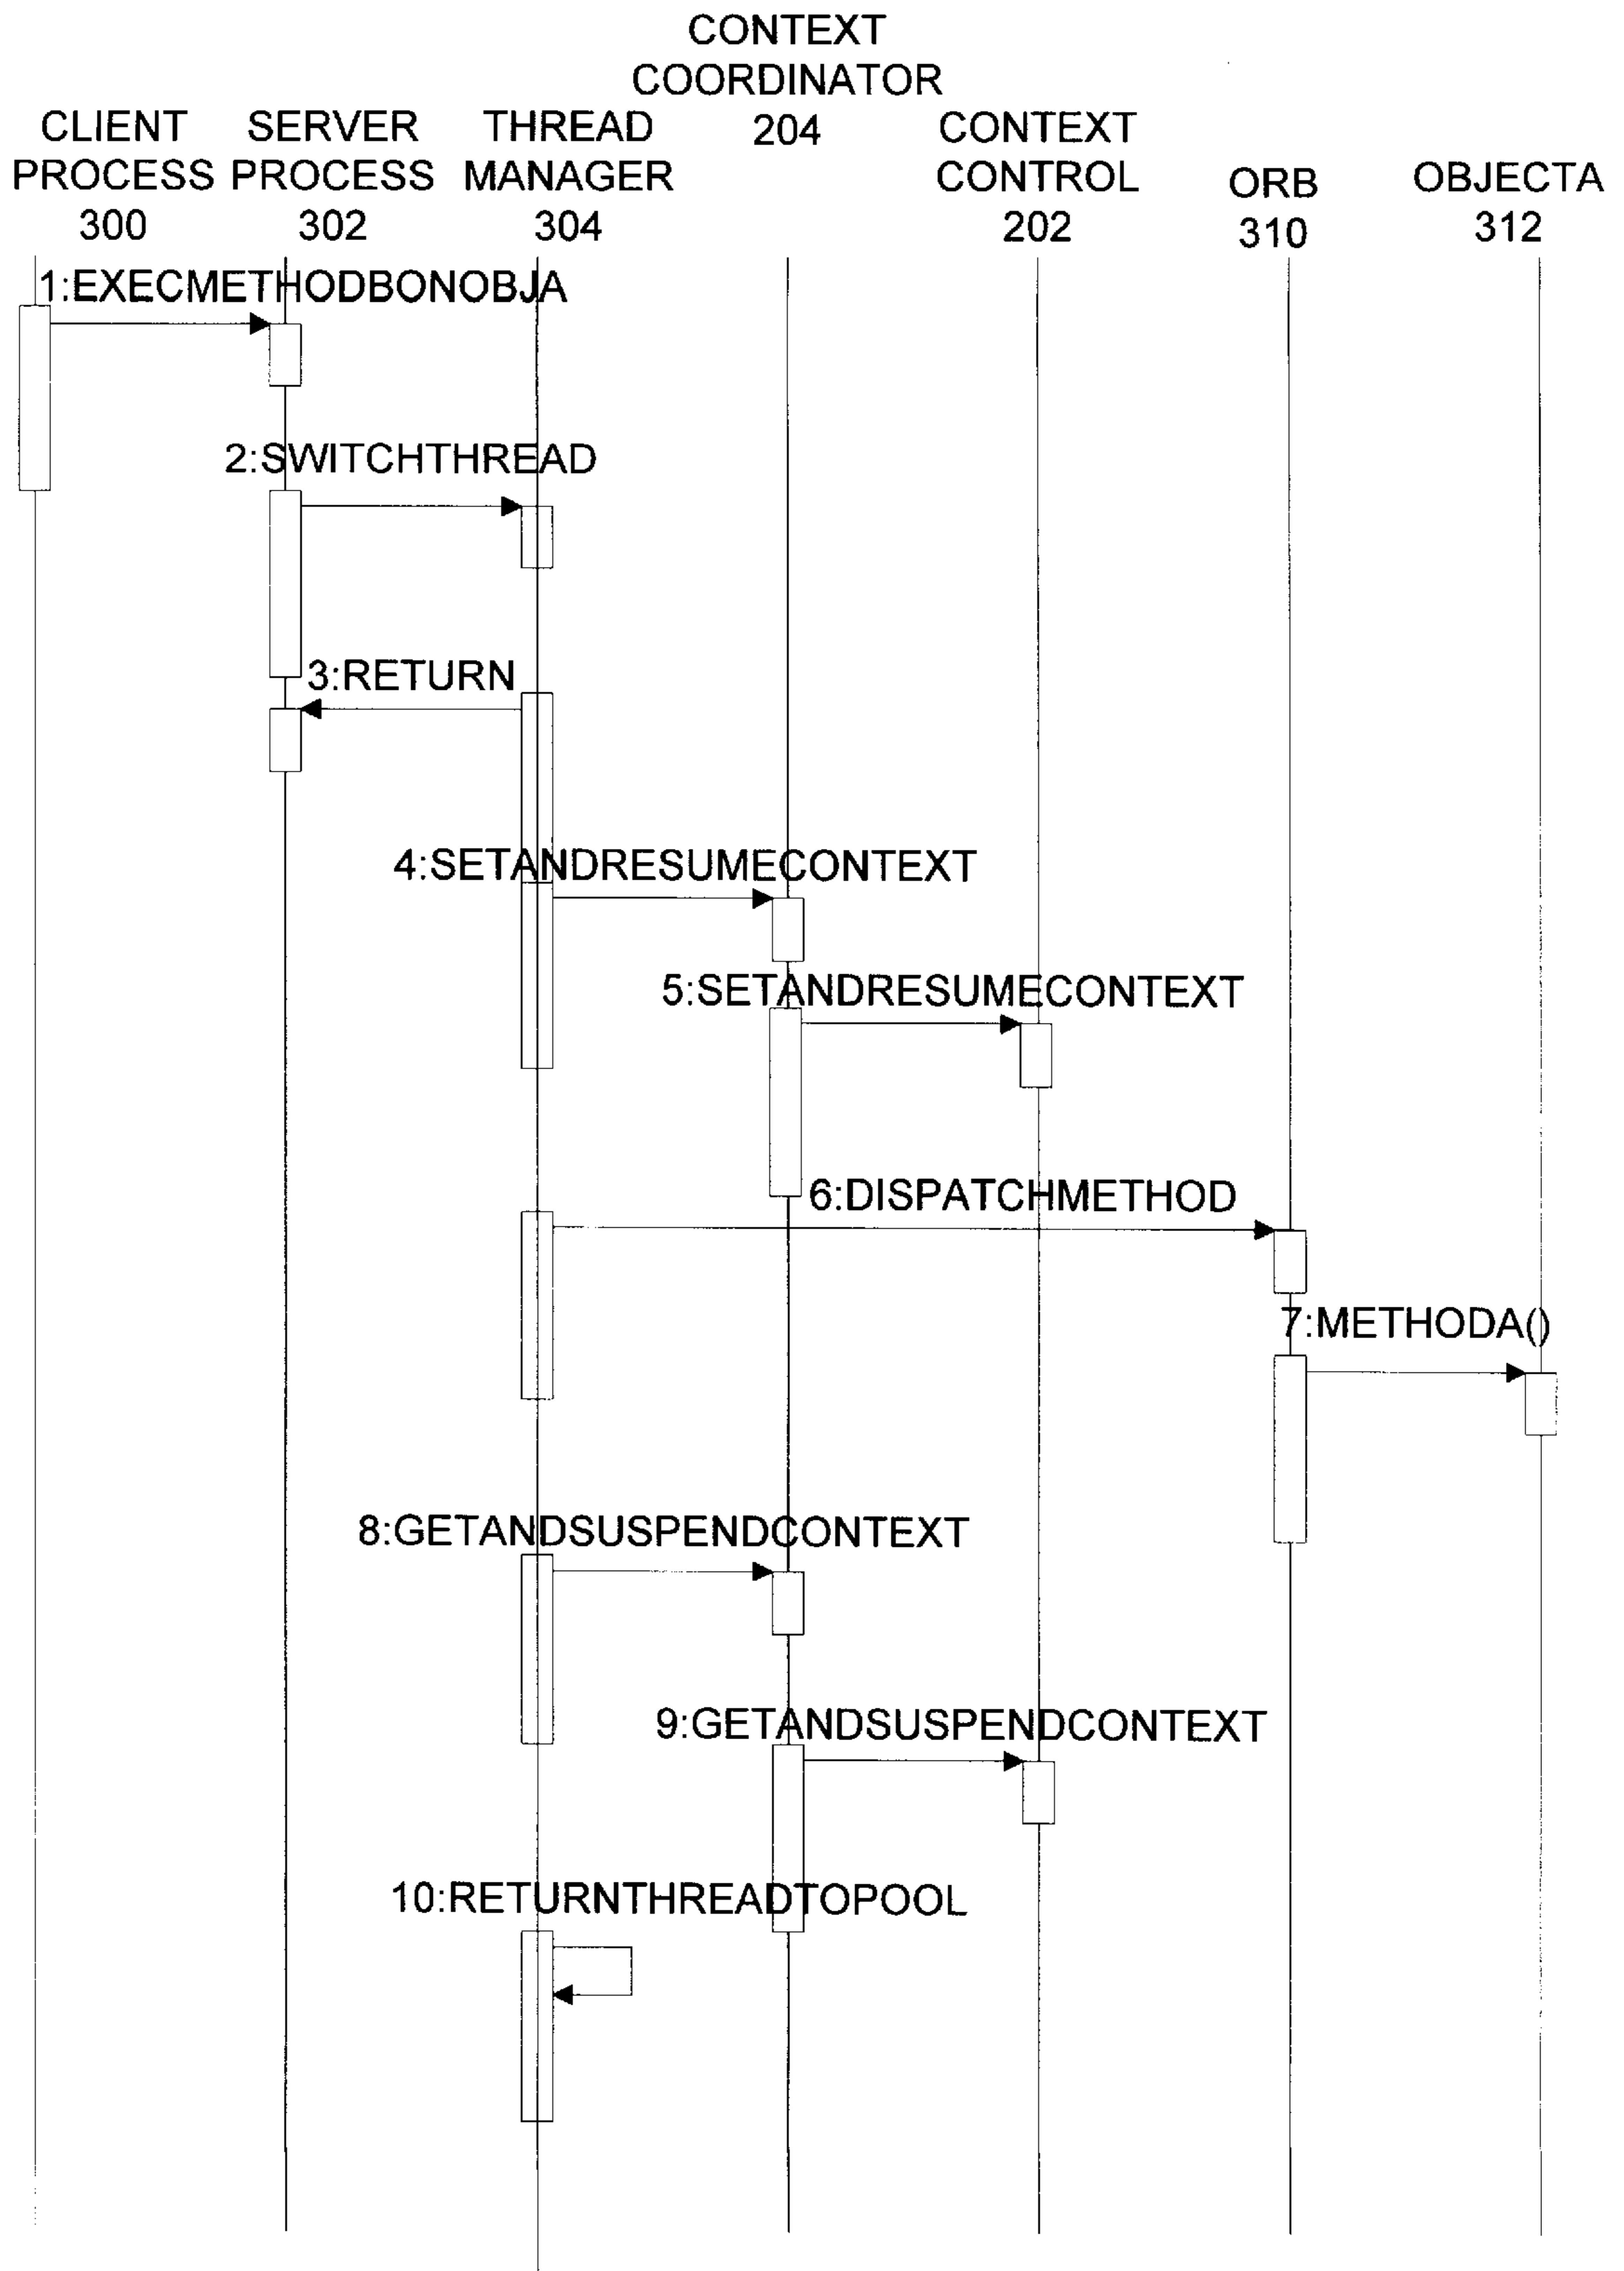 CONTEXT
COORDINATOR
204
CLIENT
PROCESS
300
SERVER
PROCESS
302
THREAD
MANAGER
304
CONTEXT
CONTROL
202
ORB
310
OBJECTA
312
1:EXECMETHODBONOBJA
2:SWITCHTHREAD
3:RETURN
4:SETANDRESUMECONTEXT
5:SETANDRESUMECONTEXT
6:DISPATCHMETHOD
7:METHODA()
8:GETANDSUSPENDCONTEXT
9:GETANDSUSPENDCONTEXT
10:RETURNTHREADTOPOOL